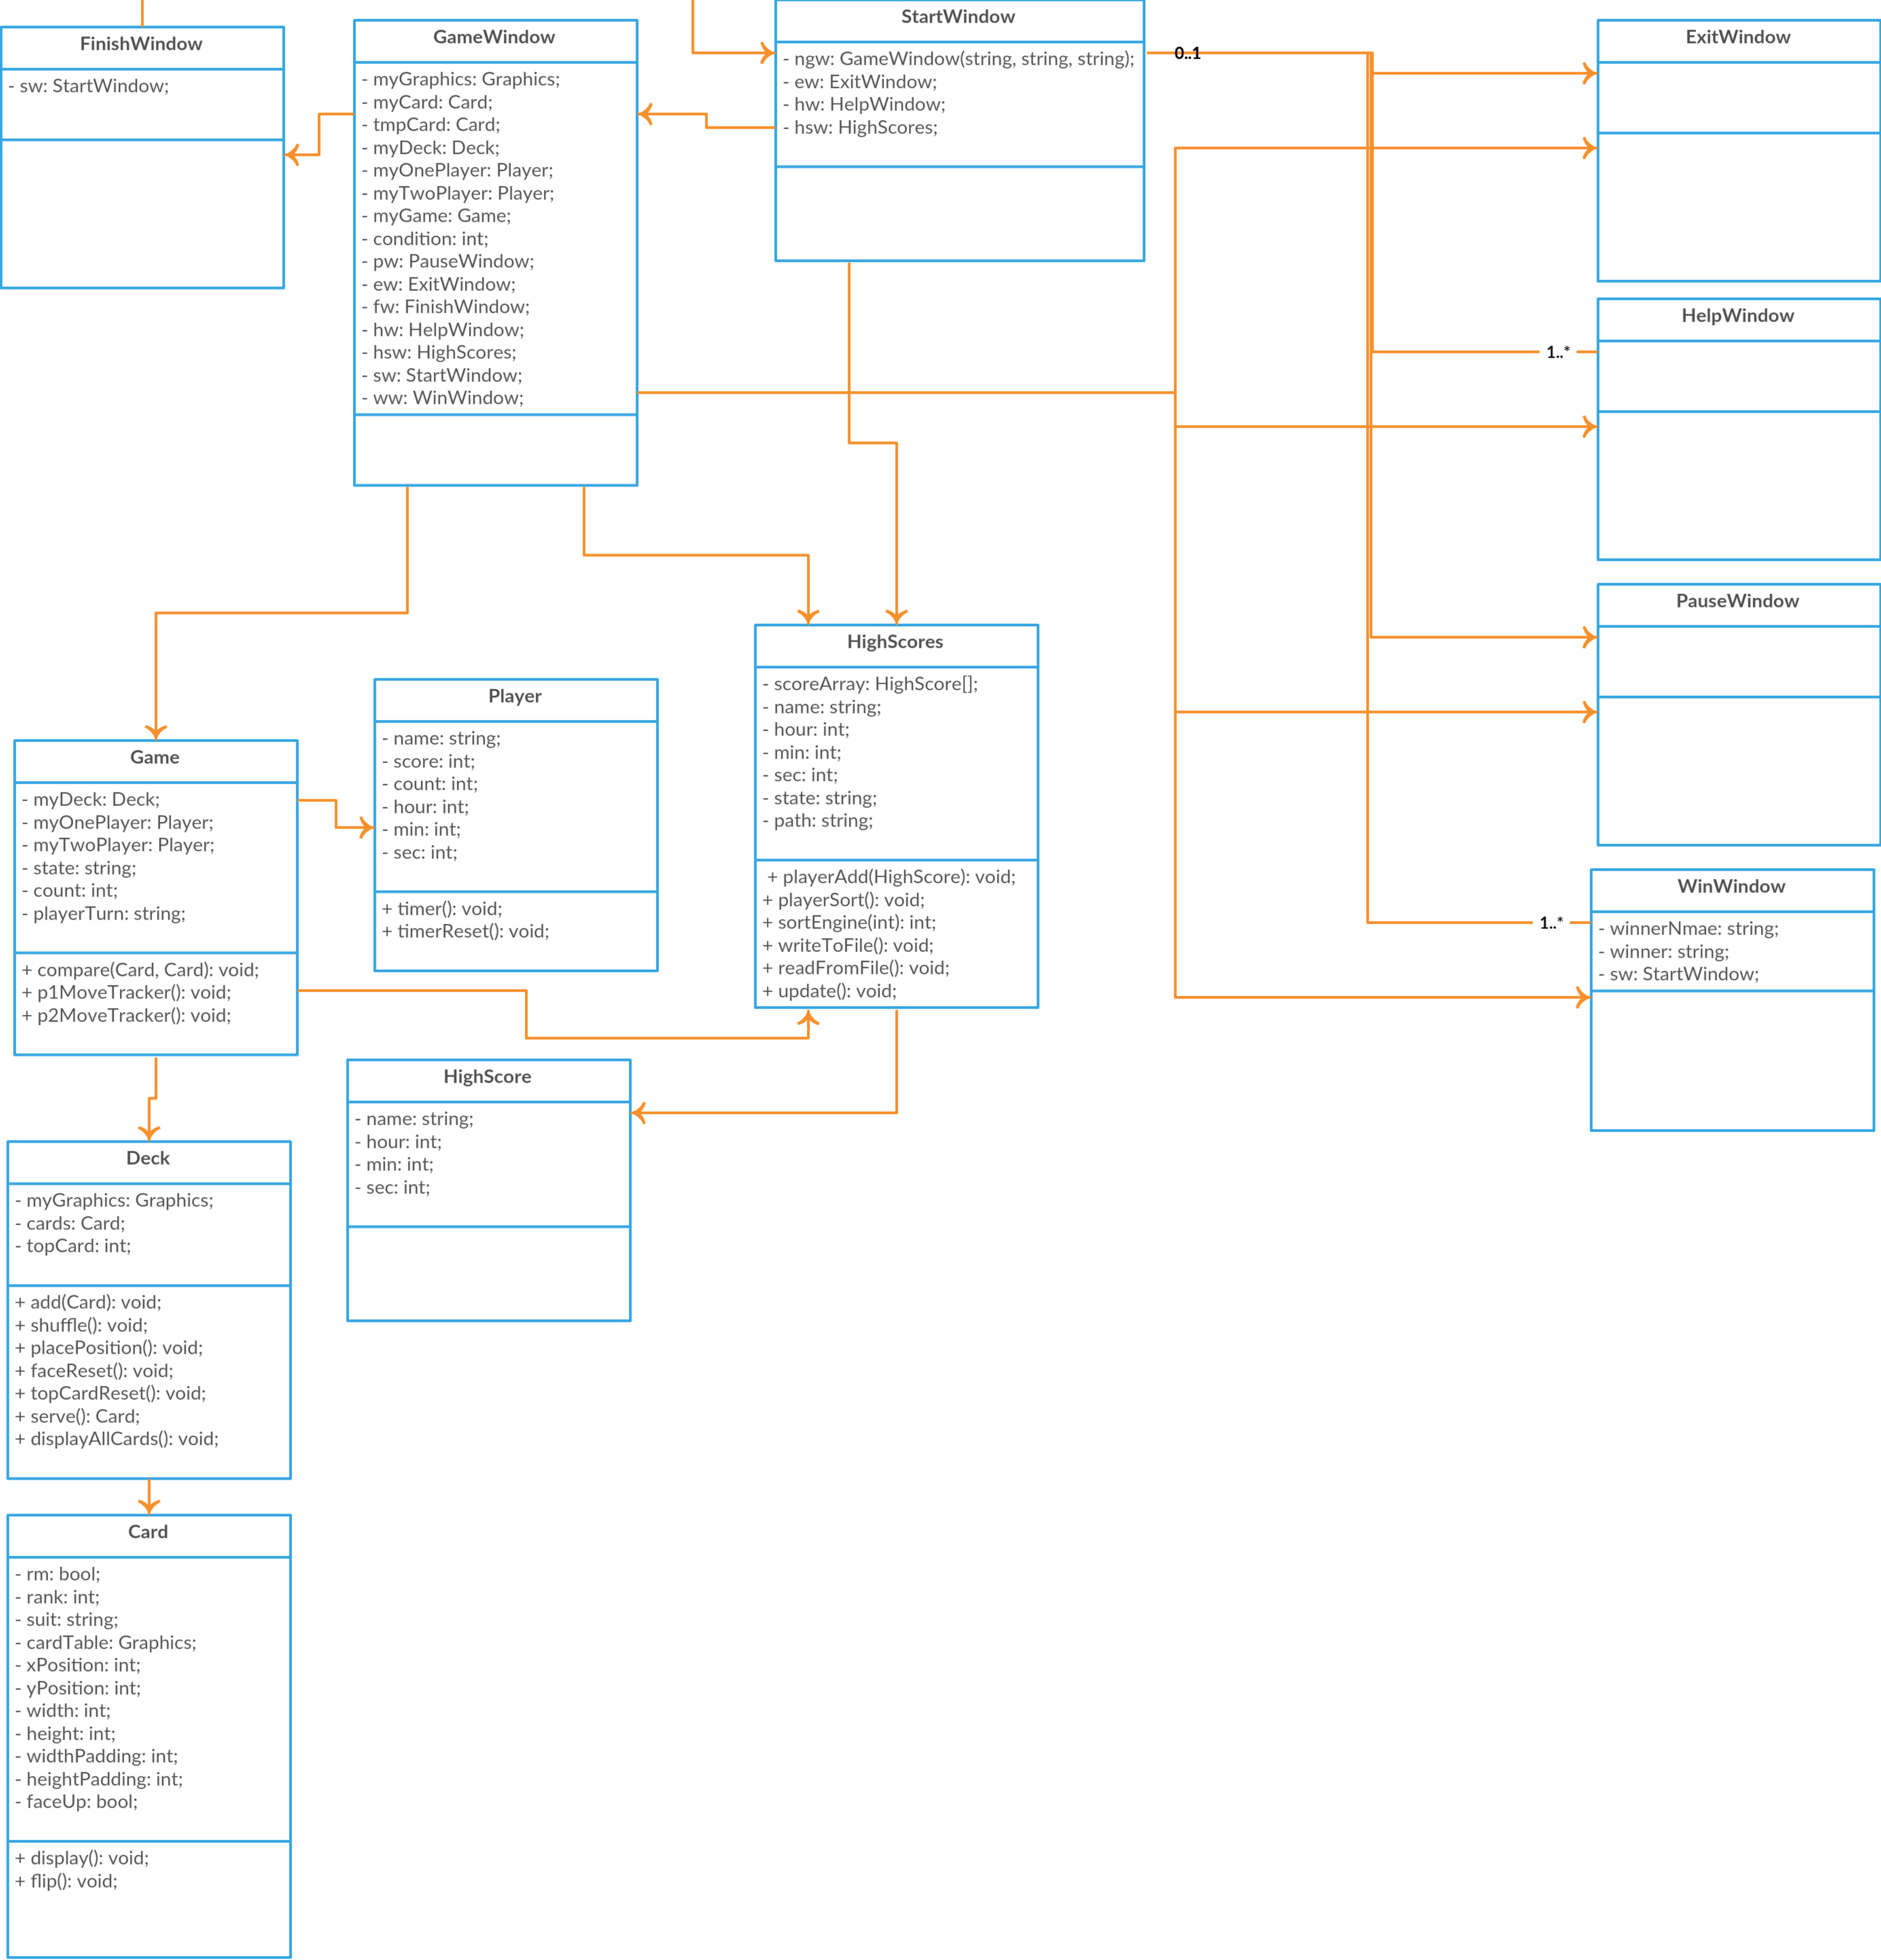 FinishWindow
- sw: StartWindow;
GameWindow
- myGraphics: Graphics;
- myCard: Card;
- tmpCard: Card;
- myDeck: Deck;
- myOnePlayer: Player;
- myTwoPlayer: Player;
- myGame: Game;
- condition: int;
- pw: PauseWindow;
- ew: ExitWindow;
- fw: FinishWindow;
- hw: HelpWindow;
- hsw: HighScores;
- sw: StartWindow;
- ww: WinWindow;
StartWindow
- ngw: GameWindow(string, string, string);
- ew: ExitWindow;
- hw: HelpWindow;
- hsw: HighScores;
0..1
ExitWindow
HelpWindow
1..*
PauseWindow
WinWindow
1..*
- winnerNmae: string;
- winner: string;
- sw: StartWindow;
HighScores
- scoreArray: HighScore[];
- name: string;
- hour: int;
- min: int;
- sec: int;
- state: string;
- path: string;
+ playerAdd(HighScore): void;
+ playerSort(): void;
+ sortEngine(int): int;
+ writeToFile(): void;
+ readFromFile(): void;
+ update(): void;
Player
- name: string;
- score: int;
- count: int;
- hour: int;
- min: int;
- sec: int;
+ timer(): void;
+ timerReset(): void;
Game
- myDeck: Deck;
- myOnePlayer: Player;
- myTwoPlayer: Player;
- state: string;
- count: int;
- playerTurn: string;
+ compare(Card, Card): void;
+ p1MoveTracker(): void;
+ p2MoveTracker(): void;
HighScore
- name: string;
- hour: int;
- min: int;
- sec: int;
Deck
- myGraphics: Graphics;
- cards: Card;
- topCard: int;
+ add(Card): void;
+ shuffle(): void;
+ placePosition(): void;
+ faceReset(): void;
+ topCardReset(): void;
+ serve(): Card;
+ displayAllCards(): void;
Card
- rm: bool;
- rank: int;
- suit: string;
- cardTable: Graphics;
- xPosition: int;
- yPosition: int;
- width: int;
- height: int;
- widthPadding: int;
- heightPadding: int;
- faceUp: bool;
+ display(): void;
+ flip(): void;